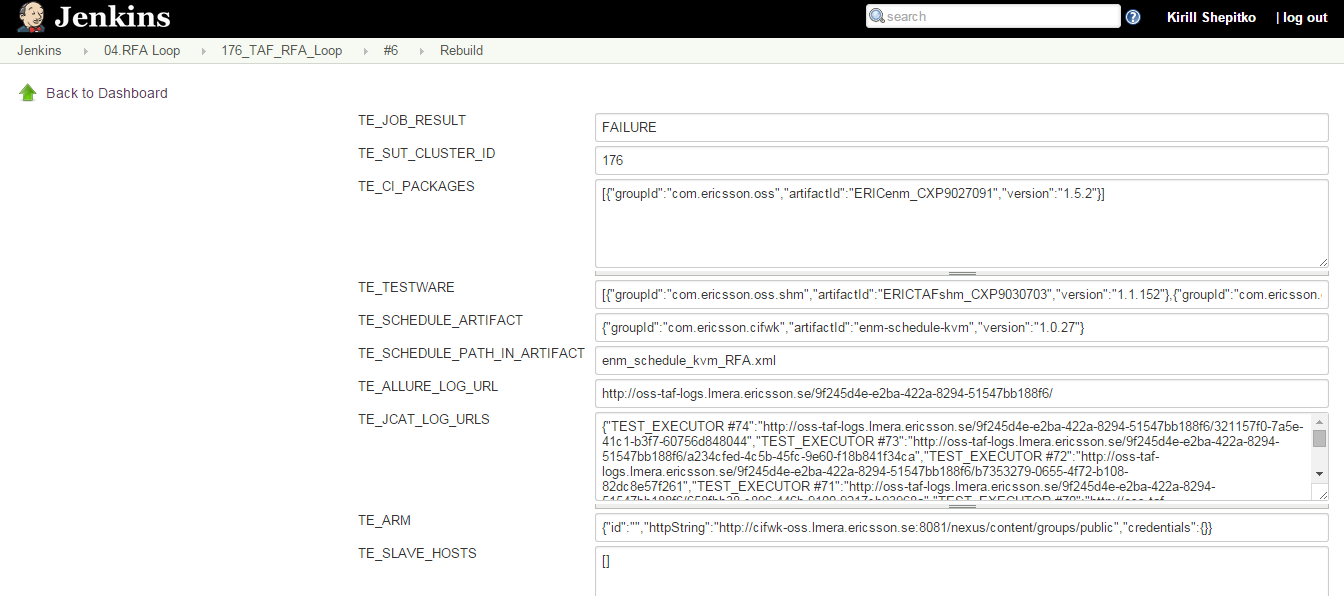 Jenkins
search
Kirill Shepitko
| log out
Jenkins
04.RFA Loop
176_TAF_RFA_Loop
#6
Rebuild
Back to Dashboard
TE_JOB_RESULT
FAILURE
TE_SUT_CLUSTER_ID
176
TE_CI_PACKAGES
[{"groupId":"com.ericsson.oss","artifactId":"ERICenm_CXP9027091","version":"1.5.2"}]
TE_TESTWARE
[{"groupId":"com.ericsson.oss.shm","artifactId":"ERICTAFshm_CXP9030703","version":"1.1.152"},{"groupId":"com.ericsson.
TE_SCHEDULE_ARTIFACT
{"groupId":"com.ericsson.cifwk","artifactId":"enm-schedule-kvm","version":"1.0.27"}
TE_SCHEDULE_PATH_IN_ARTIFACT
enm_schedule_kvm_RFA.xml
TE_ALLURE_LOG_URL
http://oss-taf-logs.lmera.ericsson.se/9f245d4e-e2ba-422a-8294-51547bb188f6/
TE_JCAT_LOG_URLS
{"TEST_EXECUTOR #74":"http://oss-taf-logs.lmera.ericsson.se/9f245d4e-e2ba-422a-8294-51547bb188f6/321157f0-7a5e-
41c1-b3f7-60756d848044","TEST_EXECUTOR #73":"http://oss-taf-logs.lmera.ericsson.se/9f245d4e-e2ba-422a-8294-
51547bb188f6/a234cfed-4c5b-45fc-9e60-f18b841f34ca","TEST_EXECUTOR #72":"http://oss-taf-
logs.lmera.ericsson.se/9f245d4e-e2ba-422a-8294-51547bb188f6/b7353279-0655-4f72-b108-
82dc8e57f261","TEST_EXECUTOR #71":"http://oss-taf-logs.lmera.ericsson.se/9f245d4e-e2ba-422a-8294-
TE_ARM
{"id":"","httpString":"http://cifwk-oss.lmera.ericsson.se:8081/nexus/content/groups/public","credentials":{}}
TE_SLAVE_HOSTS
[]